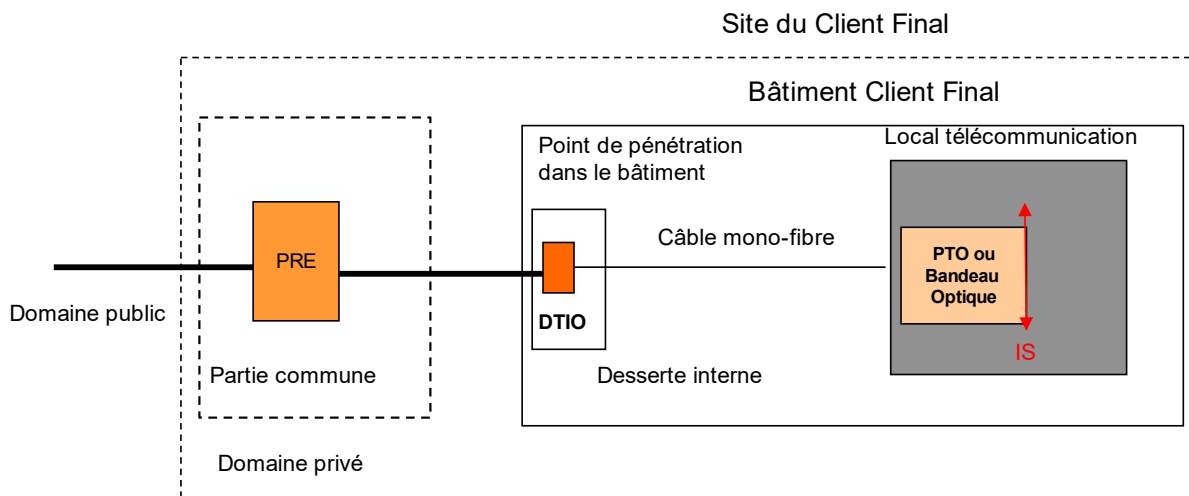 Site du Client Final
Bâtiment Client Final
Point de pénétration
dans le bâtiment
Local télécommunication
PRE
Câble mono-fibre
PTO ou
Bandeau
Optique
Domaine public
DTIO
IS
Partie commune
Desserte interne
Domaine privé